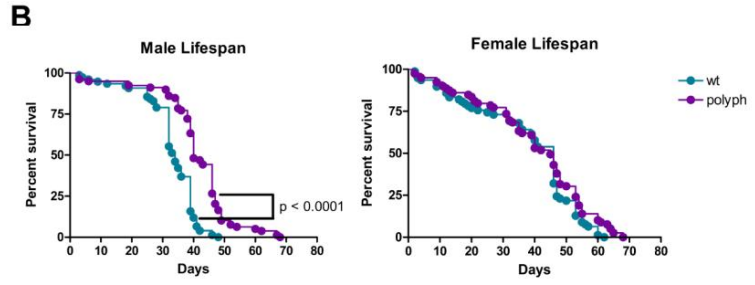 B
Male Lifespan
Percent survival
100
75
50
25
0
0 10 20 30 40 50 60 70 80
Days
p < 0.0001
Female Lifespan
Percent survival
100
75
50
25
0
0 10 20 30 40 50 60 70 80
Days
wt
polyph